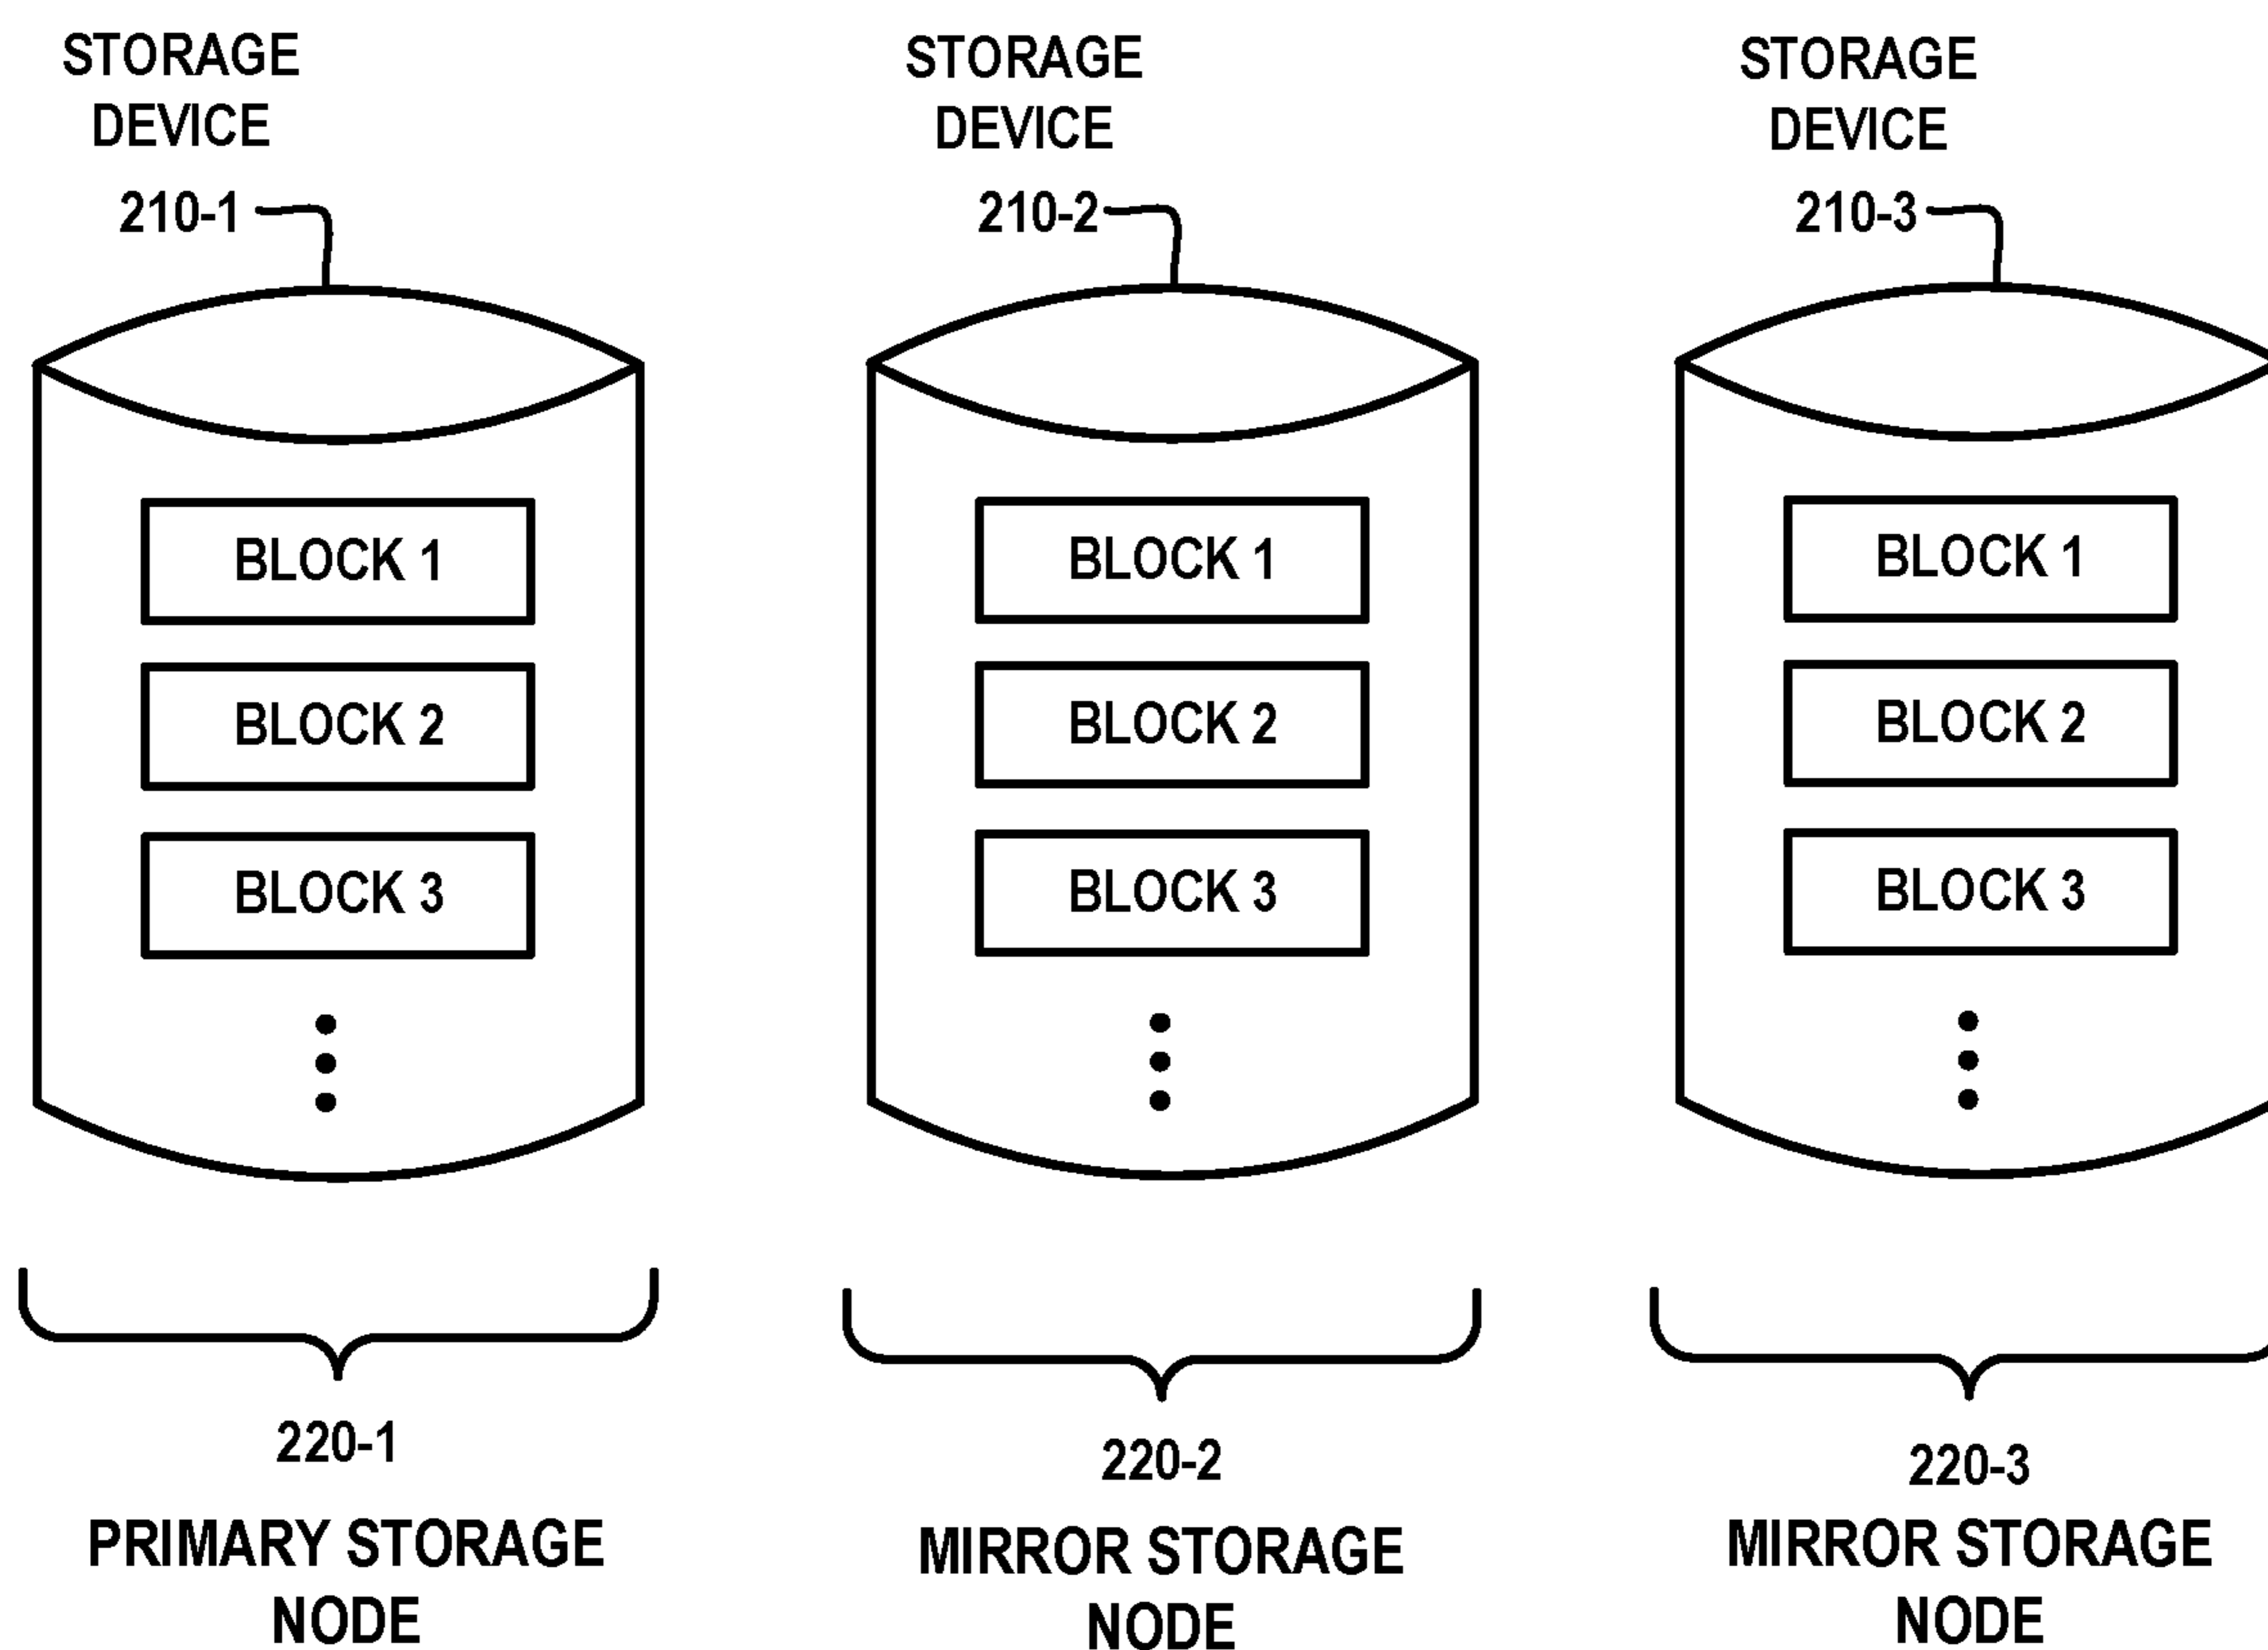 STORAGE
DEVICE
210-1
BLOCK 1
BLOCK 2
BLOCK 3
220-1
PRIMARY STORAGE
NODE
STORAGE
DEVICE
210-2
BLOCK 1
BLOCK 2
BLOCK 3
220-2
MIRROR STORAGE
NODE
STORAGE
DEVICE
210-3
BLOCK 1
BLOCK 2
BLOCK 3
220-3
MIRROR STORAGE
NODE